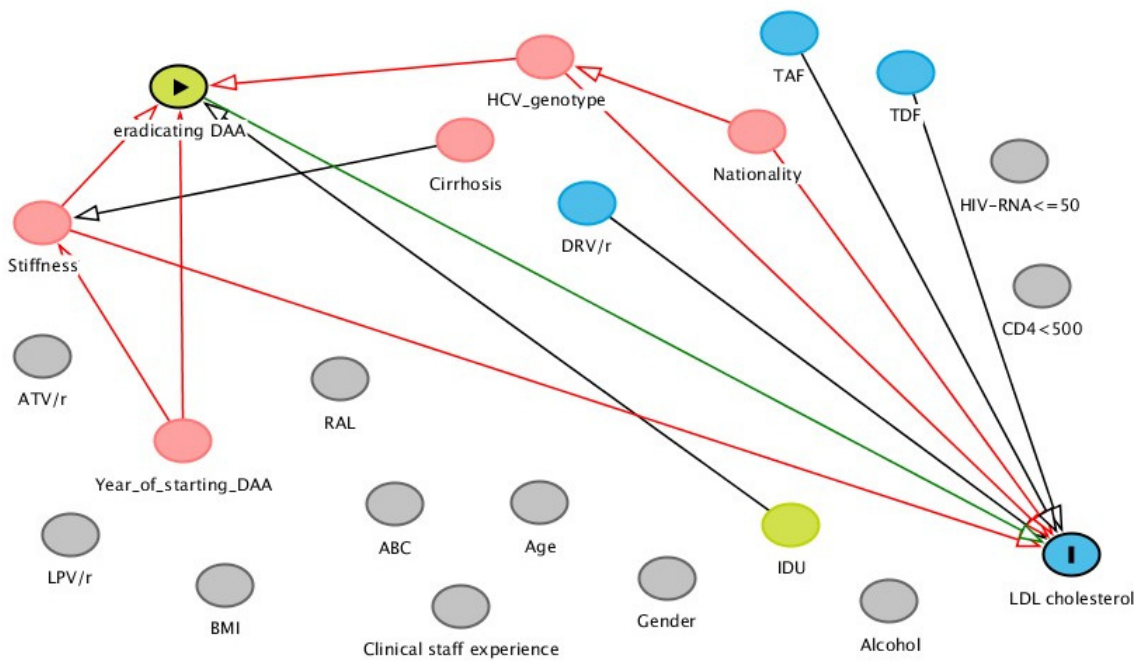 TAF
HCV_genotype
TDF
eradicating DAA
Cirrhosis
Nationality
HIV-RNA<=50
DRV/r
Stiffness
CD4<500
ATV/r
RAL
Year_of_starting_DAA
ABC
Age
IDU
LPV/r
LDL cholesterol
BMI
Gender
Alcohol
Clinical staff experience